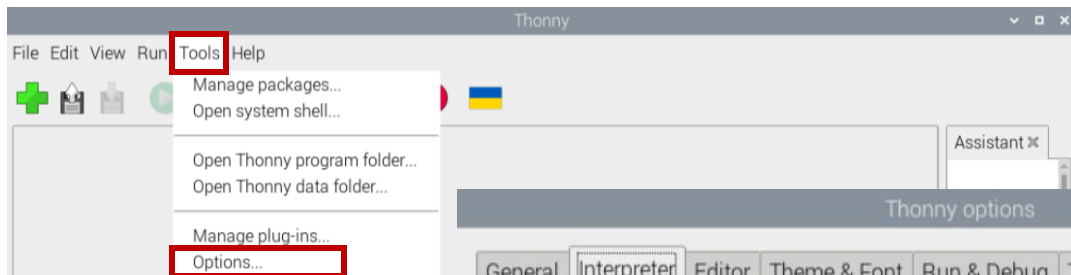 Thonny
File Edit View Run Tools Help
Manage packages...
Open system shell...
Assistant
Open Thonny program folder...
Open Thonny data folder...
Thonny options
Manage plug-ins...
Options...
General Interpreter Editor Theme & Font Run & Debug